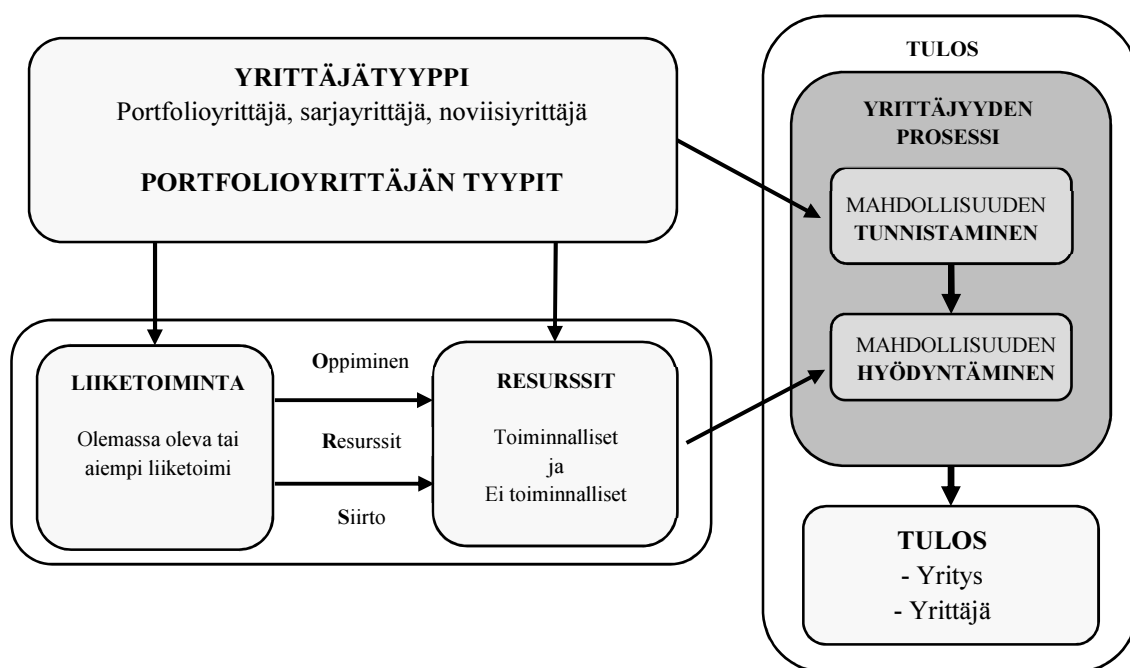 YRITTÄJÄTYYPPI
Portfolioyrittäjä, sarjayrittäjä, noviisiyrittäjä
PORTFOLIOYRITTÄJÄN TYYPIT
LIIKETOIMINTA
Olemassa oleva tai
aiempi liiketoimi
Oppiminen
Resurssit
Siirto
RESURSSIT
Toiminnalliset
ja
Ei toiminnalliset
TULOS
YRITTÄJYYDEN
PROSESSI
MAHDOLLISUUDEN
TUNNISTAMINEN
MAHDOLLISUUDEN
HYÖDYNTÄMINEN
TULOS
- Yritys
- Yrittäjä